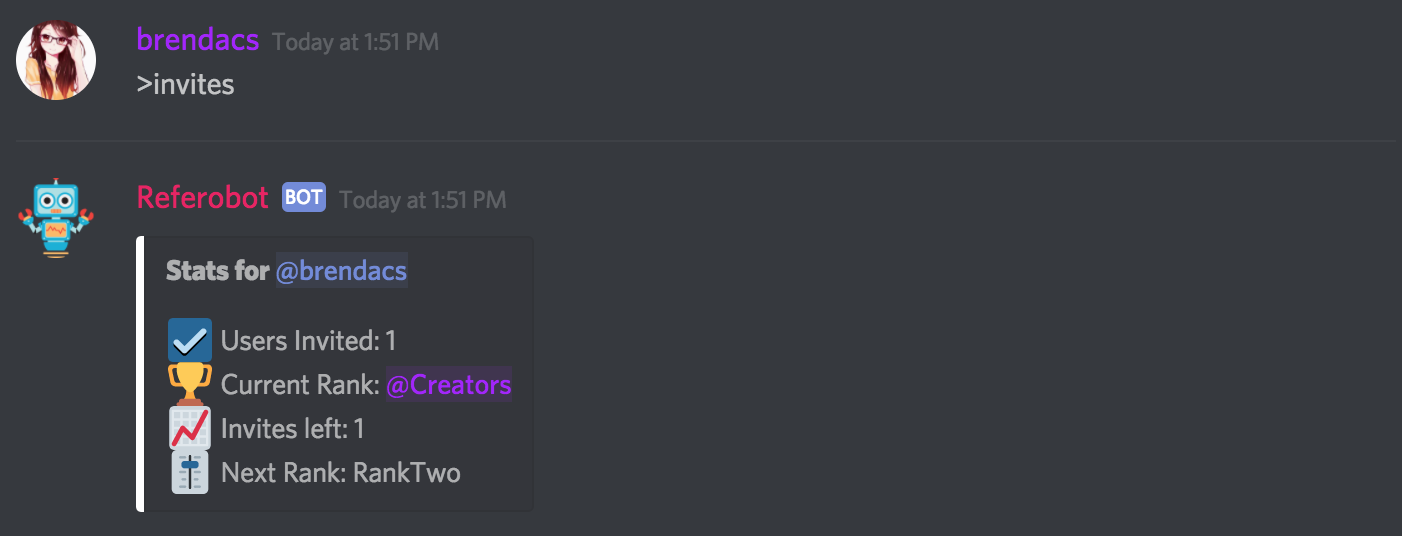 brendacs Today at 1:51 PM
>invites
Referobot BOT Today at 1:51 PM
Stats for @brendacs
Users Invited: 1
Current Rank: @Creators
Invites left: 1
Next Rank: RankTwo